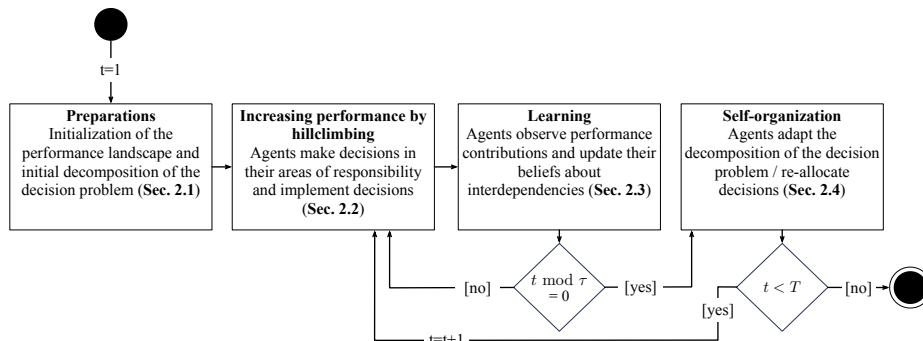 t=1
Preparations
Initialization of the
performance landscape and
initial decomposition of the
decision problem (Sec. 2.1)
Increasing performance by
hillclimbing
Agents make decisions in
their areas of responsibility
and implement decisions
(Sec. 2.2)
Learning
Agents observe performance
contributions and update their
beliefs about
interdependencies (Sec. 2.3)
Self-organization
Agents adapt the
decomposition of the decision
problem / re-allocate
decisions (Sec. 2.4)
[no]
t mod τ
= 0
[yes]
[yes]
t < T
[no]
t=t+1